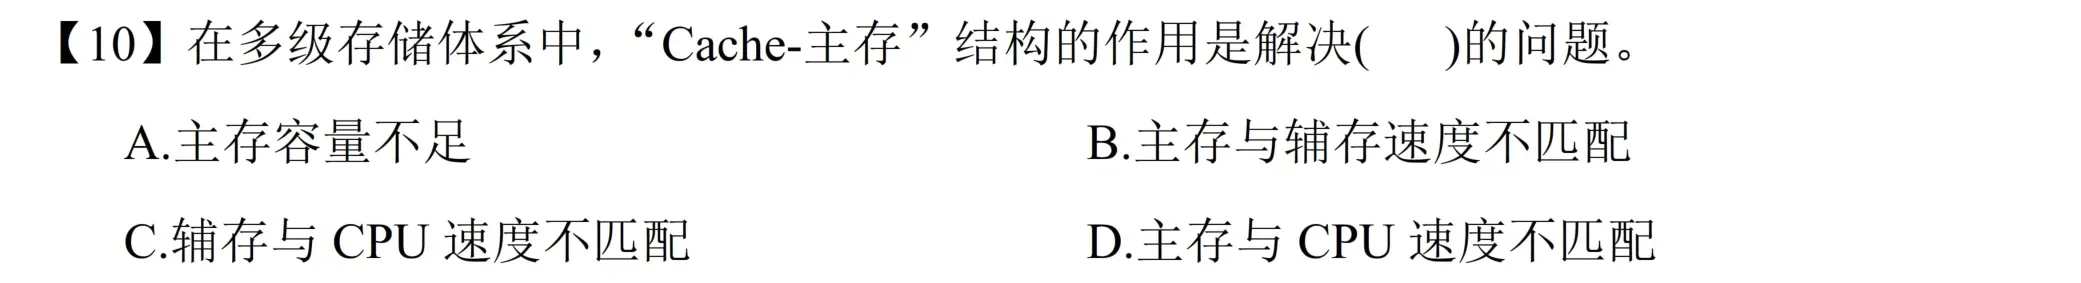 【10】在多级存储体系中，“Cache-主存”结构的作用是解决(    )的问题。
A.主存容量不足    B.主存与辅存速度不匹配
C.辅存与 CPU 速度不匹配    D.主存与 CPU 速度不匹配